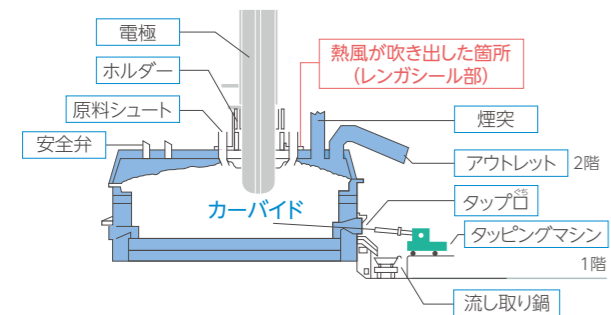 電極
ホルダー
原料シュート
安全弁
熱風が吹き出した箇所
(レンガシール部)
煙突
アウトレット 2階
カーバイド
タップ口
ぐち
タッピングマシン
1階
流し取り鍋